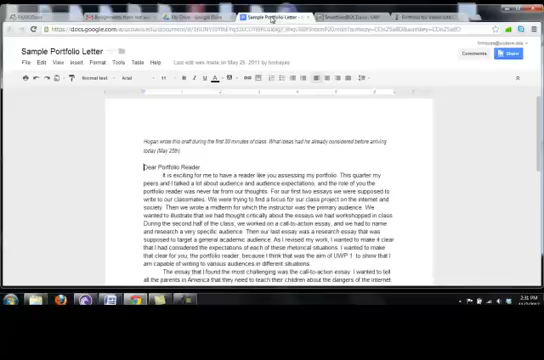 Sample Portfolio Letter
Sample Portfolio Letter
File Edit View Insert Format Tools Table Help Last edit was made on May 25, 2011 by
Comments Share
Normal text Arial 11 B I U A
Hogan wrote this draft during the first 30 minutes of class. What ideas had he already considered before arriving
today (May 25th)
Dear Portfolio Reader,
It is exciting for me to have a reader like you assessing my portfolio. This quarter my
peers and I talked a lot about audience and audience expectations, and the role of you the
portfolio reader was never far from our thoughts. For our first two essays we were supposed to
write to our classmates. We were trying to find a focus for our class project on the internet and
society. Then we wrote a midterm for which the instructor was the primary audience. We
wanted to illustrate that we had thought critically about the essays we had workshopped in class.
During the second half of the class, we worked on a call-to-action essay, and we had to name
and research a very specific audience. Then our last essay was a research essay that was
supposed to target a general academic audience. As I revised my work, I wanted to make it clear
that I had considered the expectations of each of these rhetorical situations. I wanted to make
that clear for you, the portfolio reader, because I think that was the aim of UWP 1 to show that I
am capable of writing to various audiences in different situations.
The essay that I found the most challenging was the call-to-action essay. I wanted to tell
all the parents in America that they need to teach their children about the dangers of the internet.
2:31 PM